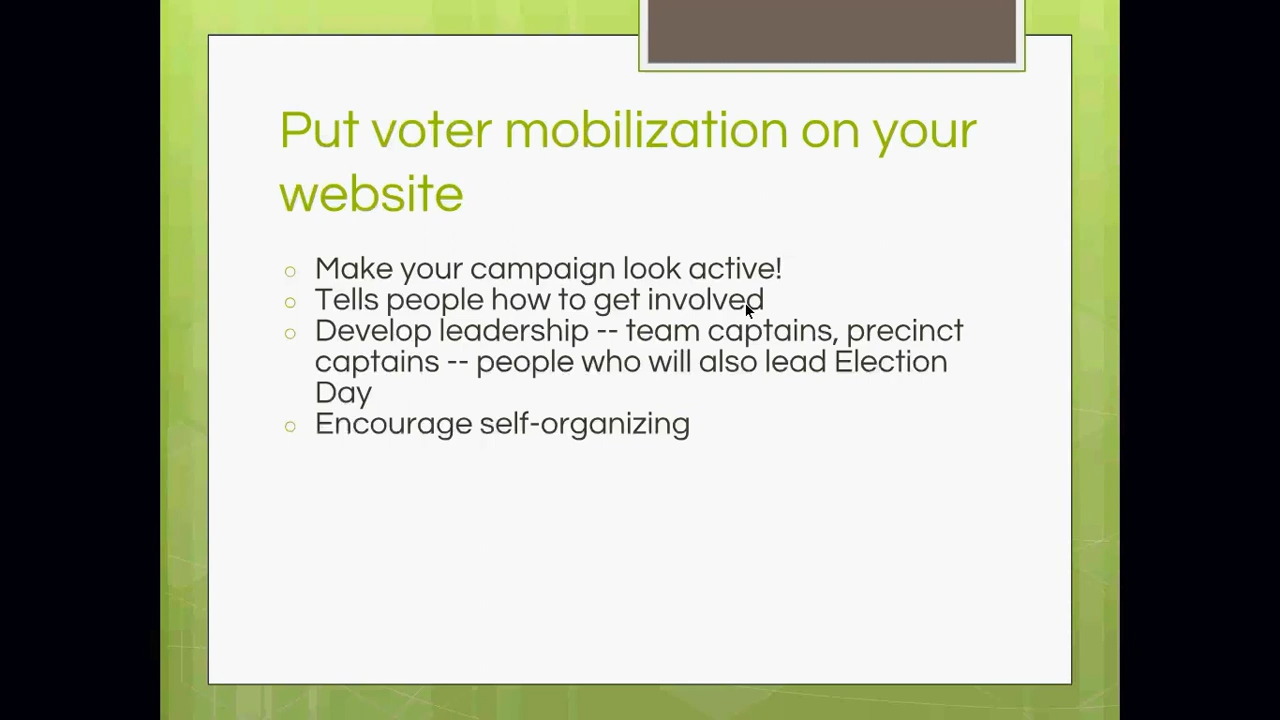 Put voter mobilization on your
website
○ Make your campaign look active!
○ Tells people how to get involved
○ Develop leadership -- team captains, precinct
captains -- people who will also lead Election
Day
○ Encourage self-organizing